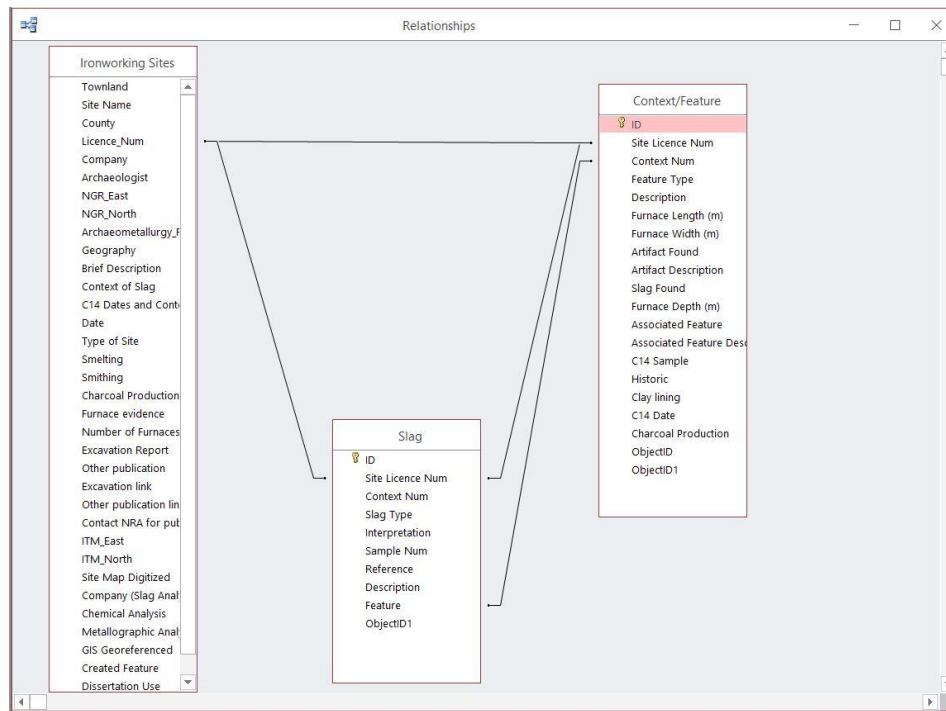 Relationships
Ironworking Sites
Townland
Site Name
County
Licence_Num
Company
Archaeologist
NGR_East
NGR_North
Archaeometallurgy_F
Geography
Brief Description
Context of Slag
C14 Dates and Conte
Date
Type of Site
Smelting
Smithing
Charcoal Production
Furnace evidence
Number of Furnaces
Excavation Report
Other publication
Excavation link
Other publication lin
Contact NRA for pub
ITM_East
ITM_North
Site Map Digitized
Company (Slag Anal
Chemical Analysis
Metallographic Anal
GIS Georeferenced
Created Feature
Dissertation Use
Slag
ID
Site Licence Num
Context Num
Slag Type
Interpretation
Sample Num
Reference
Description
Feature
ObjectID1
Context/Feature
ID
Site Licence Num
Context Num
Feature Type
Description
Furnace Length (m)
Furnace Width (m)
Artifact Found
Artifact Description
Slag Found
Furnace Depth (m)
Associated Feature
Associated Feature Desc
C14 Sample
Historic
Clay lining
C14 Date
Charcoal Production
ObjectID
ObjectID1